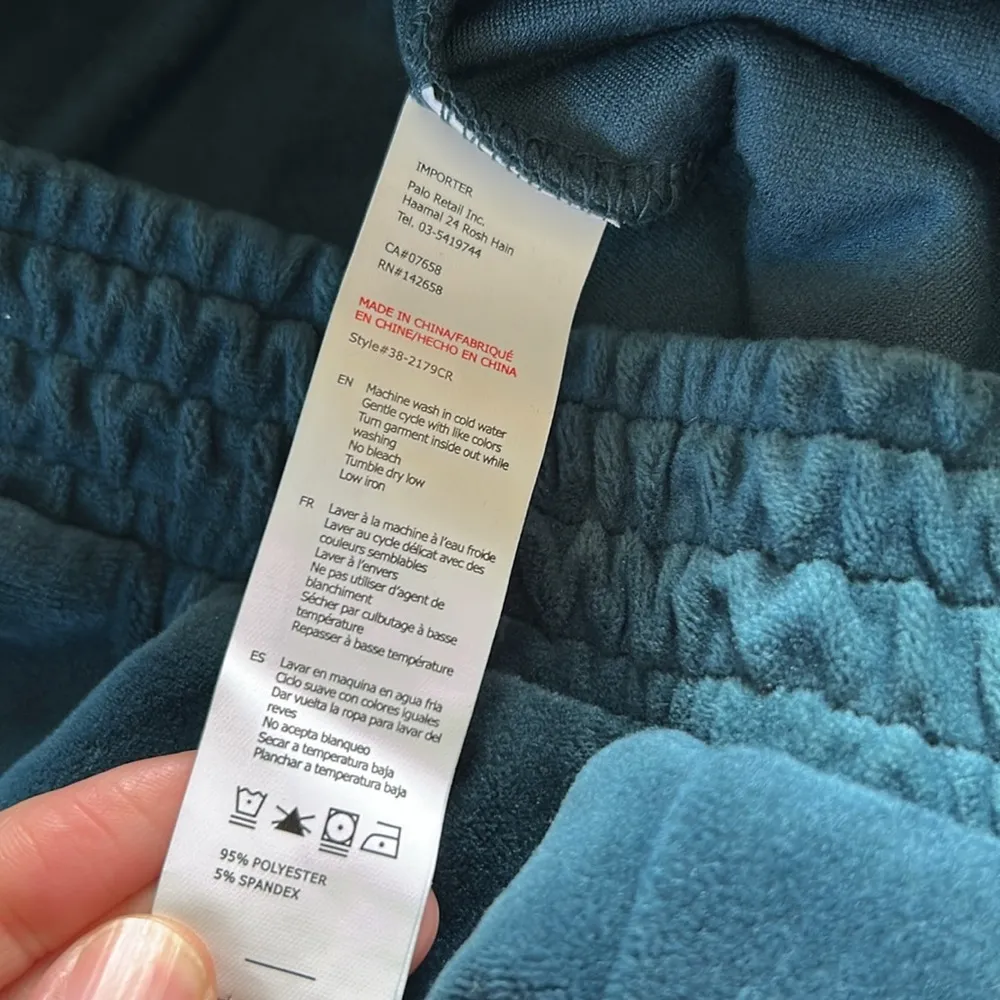 IMPORTER
Palo Retail Inc.
Haamal 24 Rosh Hain
Tel. 03-5419744
CA#07658
RN#142658
MADE IN CHINA/FABRIQUÉ
EN CHINE/HECHO EN CHINA
Style#38-2179CR
EN Machine wash in cold water
Gentle cycle with like colors
Turn garment inside out while
washing
No bleach
Tumble dry low
Low iron
FR Laver à la machine à l'eau froide
Laver au cycle délicat avec des
couleurs semblables
Laver à l'envers
Ne pas utiliser d'agent de
blanchiment
Sécher par culbutage à basse
température
Repasser à basse température
ES Lavar en maquina en agua fría
Ciclo suave con colores iguales
Dar vuelta la ropa para lavar del
reves
No acepta blanqueo
Secar a temperatura baja
Planchar a temperatura baja
95% POLYESTER
5% SPANDEX